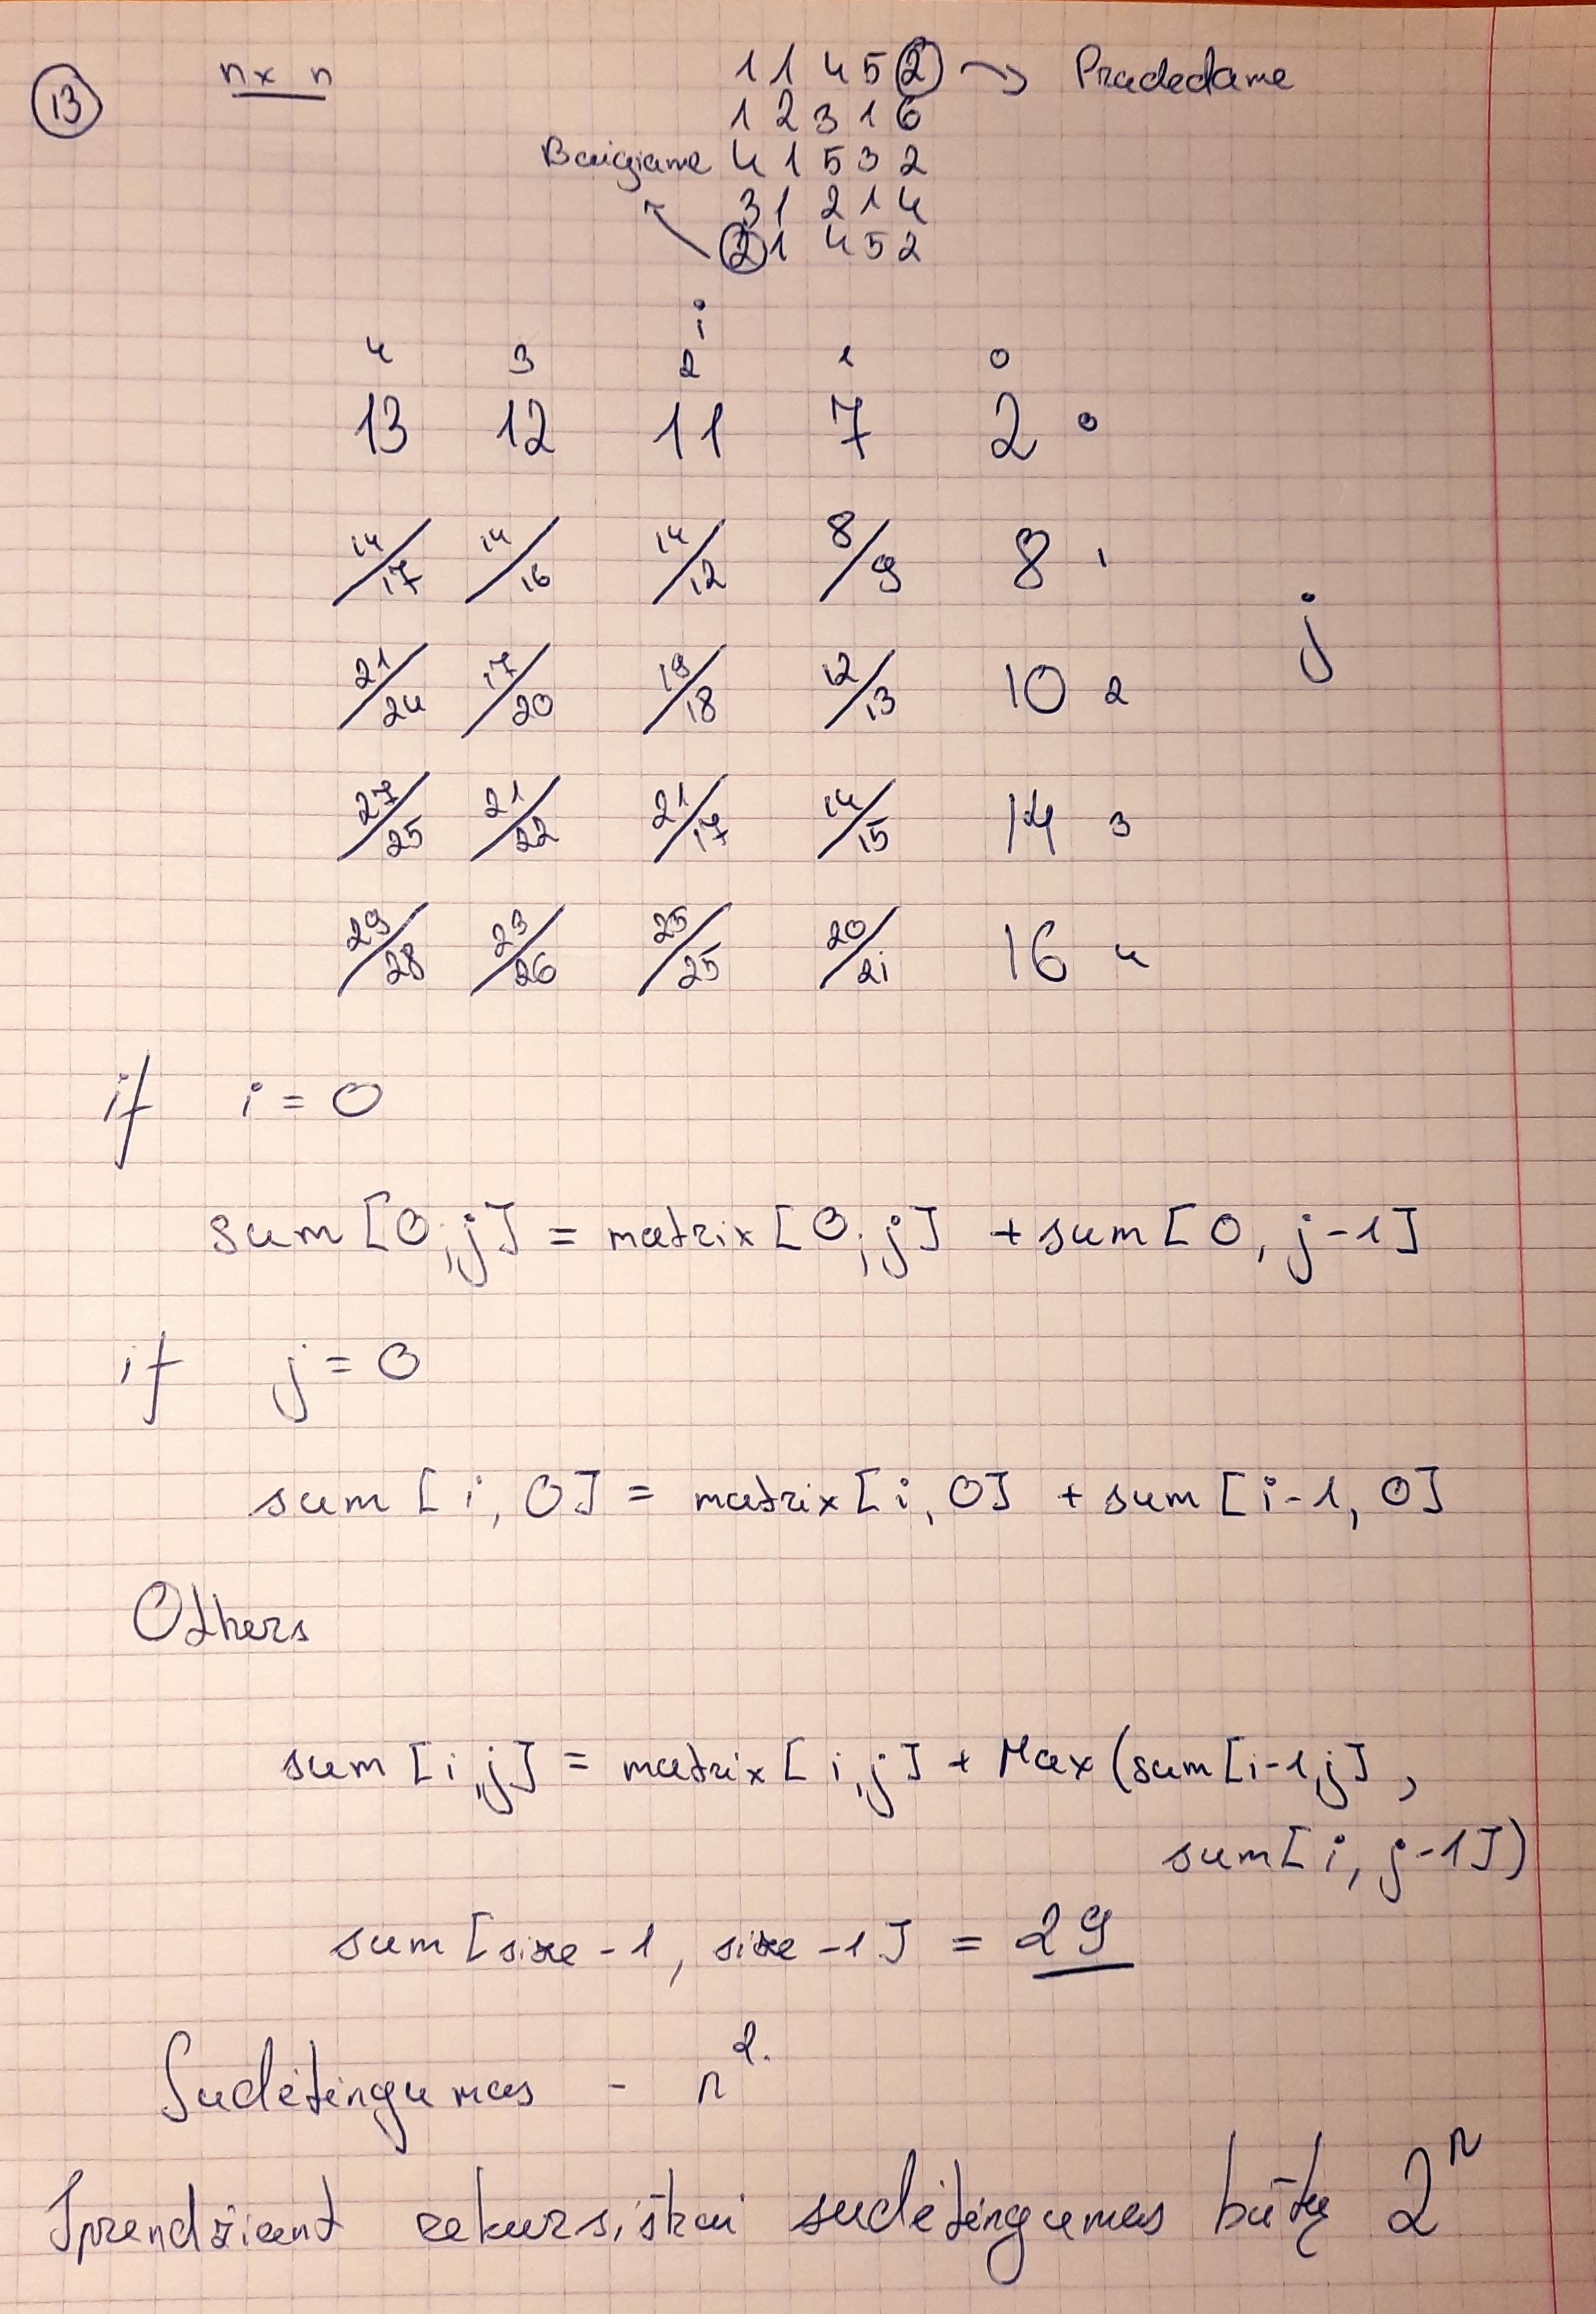 13 n x n 1 1 4 5 2 → Pradedame
1 2 3 1 6
Baigiame 4 1 5 3 2
3 1 2 1 4
2 1 4 5 2
i
4 3 2 1 0
13 12 11 7 2 0
14/17 14/16 14/12 8/9 8 1
j
21/24 17/20 19/18 12/13 10 2
27/25 21/22 21/17 14/15 14 3
29/28 23/26 25/25 20/21 16 4
if i = 0
sum [0, j] = matrix [0, j] + sum [0, j-1]
if j = 0
sum [i, 0] = matrix [i, 0] + sum [i-1, 0]
Others
sum [i, j] = matrix [i, j] + Max (sum [i-1, j] ,
sum [i, j-1])
sum [size - 1, size - 1] = 29
Sudėtingumas - n².
Sprendžiant rekursiškai sudėtingumas būtų 2ⁿ